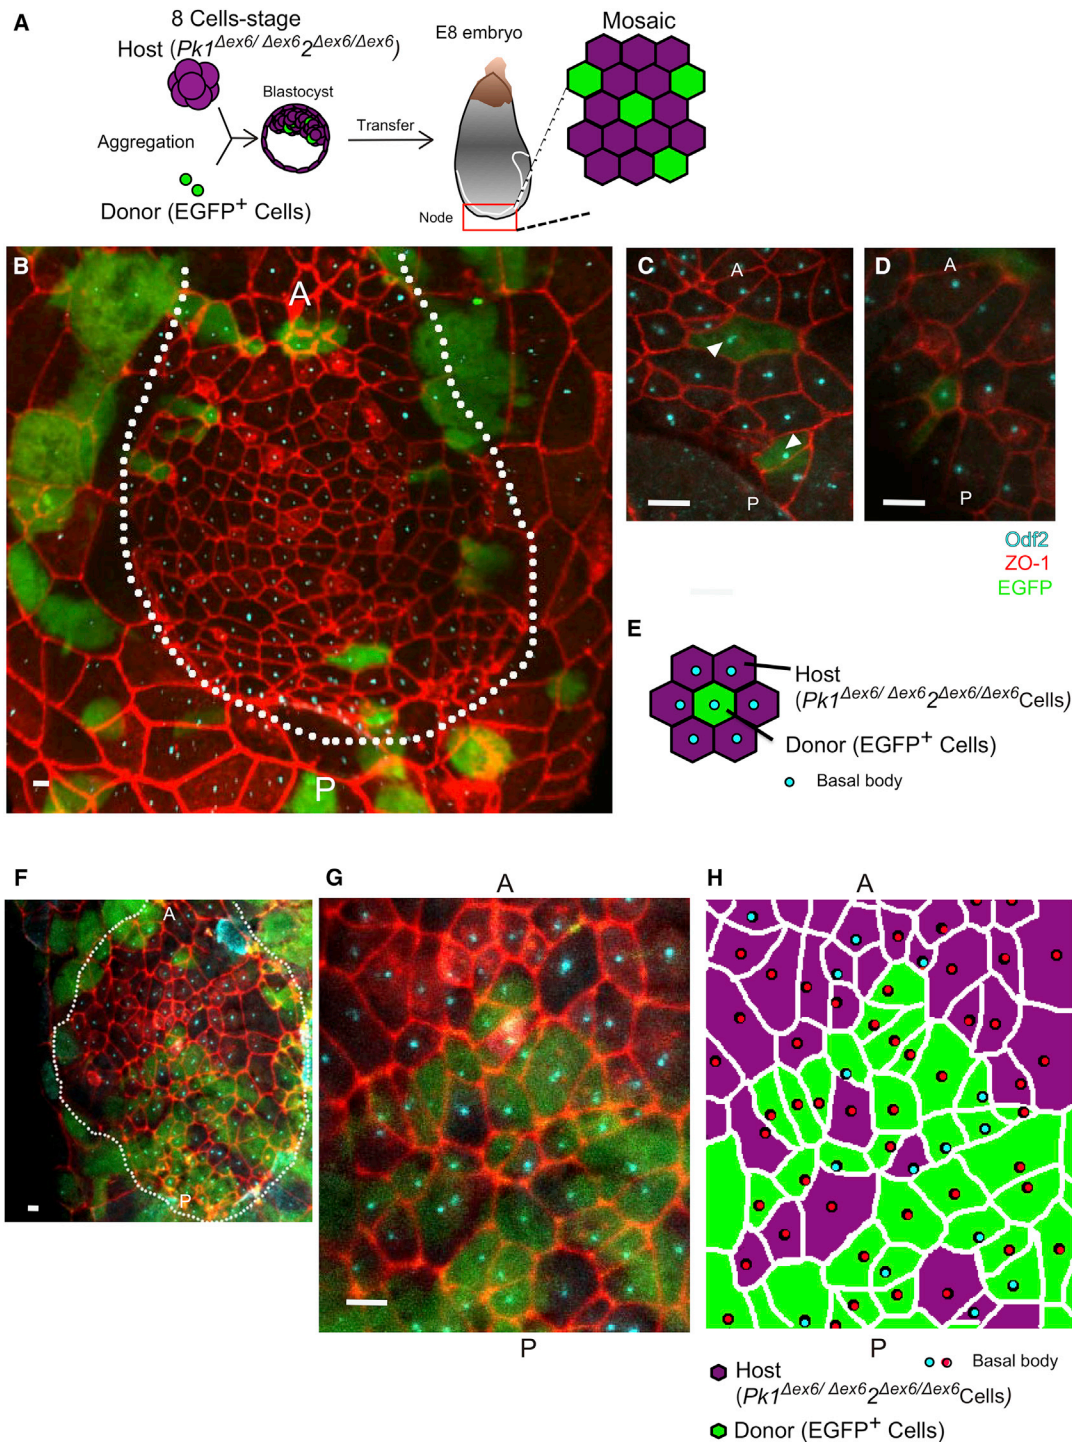 A
8 Cells-stage
Host (Pk1Δex6/ Δex62Δex6/Δex6)
Aggregation
Donor (EGFP+ Cells)
Blastocyst
Transfer
E8 embryo
Node
Mosaic
B
A
P
C
A
P
D
A
P
Odf2
ZO-1
EGFP
E
Host
(Pk1Δex6/ Δex62Δex6/Δex6Cells)
Donor (EGFP+ Cells)
Basal body
F
A
P
G
A
P
H
A
P
Host
(Pk1Δex6/ Δex62Δex6/Δex6Cells)
Basal body
Donor (EGFP+ Cells)